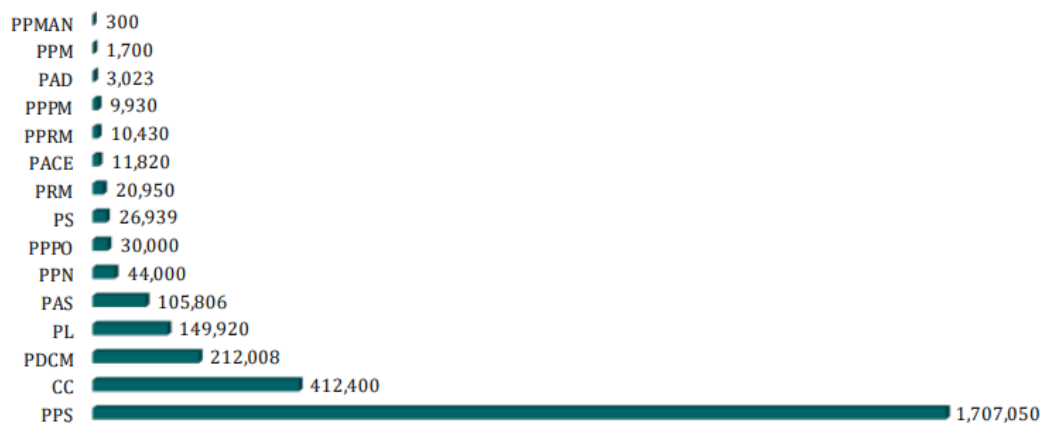 PPMAN 300
PPM 1,700
PAD 3,023
PPPM 9,930
PPRM 10,430
PACE 11,820
PRM 20,950
PS 26,939
PPPO 30,000
PPN 44,000
PAS 105,806
PL 149,920
PDCM 212,008
CC 412,400
PPS 1,707,050